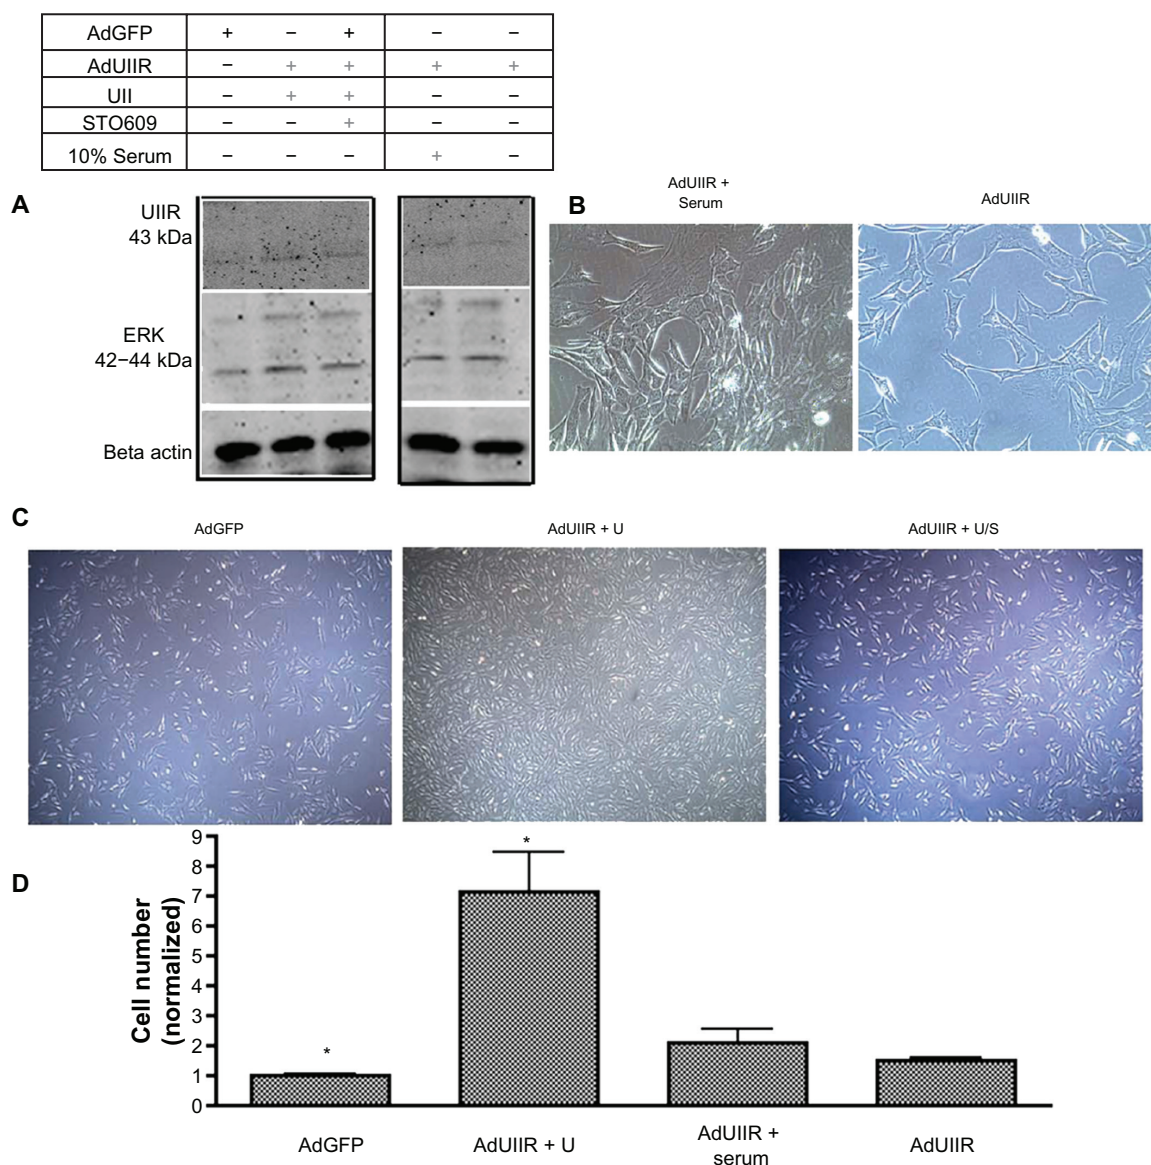 AdGFP + − + − −
AdUIIR − + + + +
UII − + + − −
STO609 − − + − −
10% Serum − − − + −
A
UIIR
43 kDa
ERK
42−44 kDa
Beta actin
B
AdUIIR +
Serum
AdUIIR
C
AdGFP
AdUIIR + U
AdUIIR + U/S
D
Cell number
(normalized)
9
8
7
6
5
4
3
2
1
0
*
*
AdGFP
AdUIIR + U
AdUIIR +
serum
AdUIIR